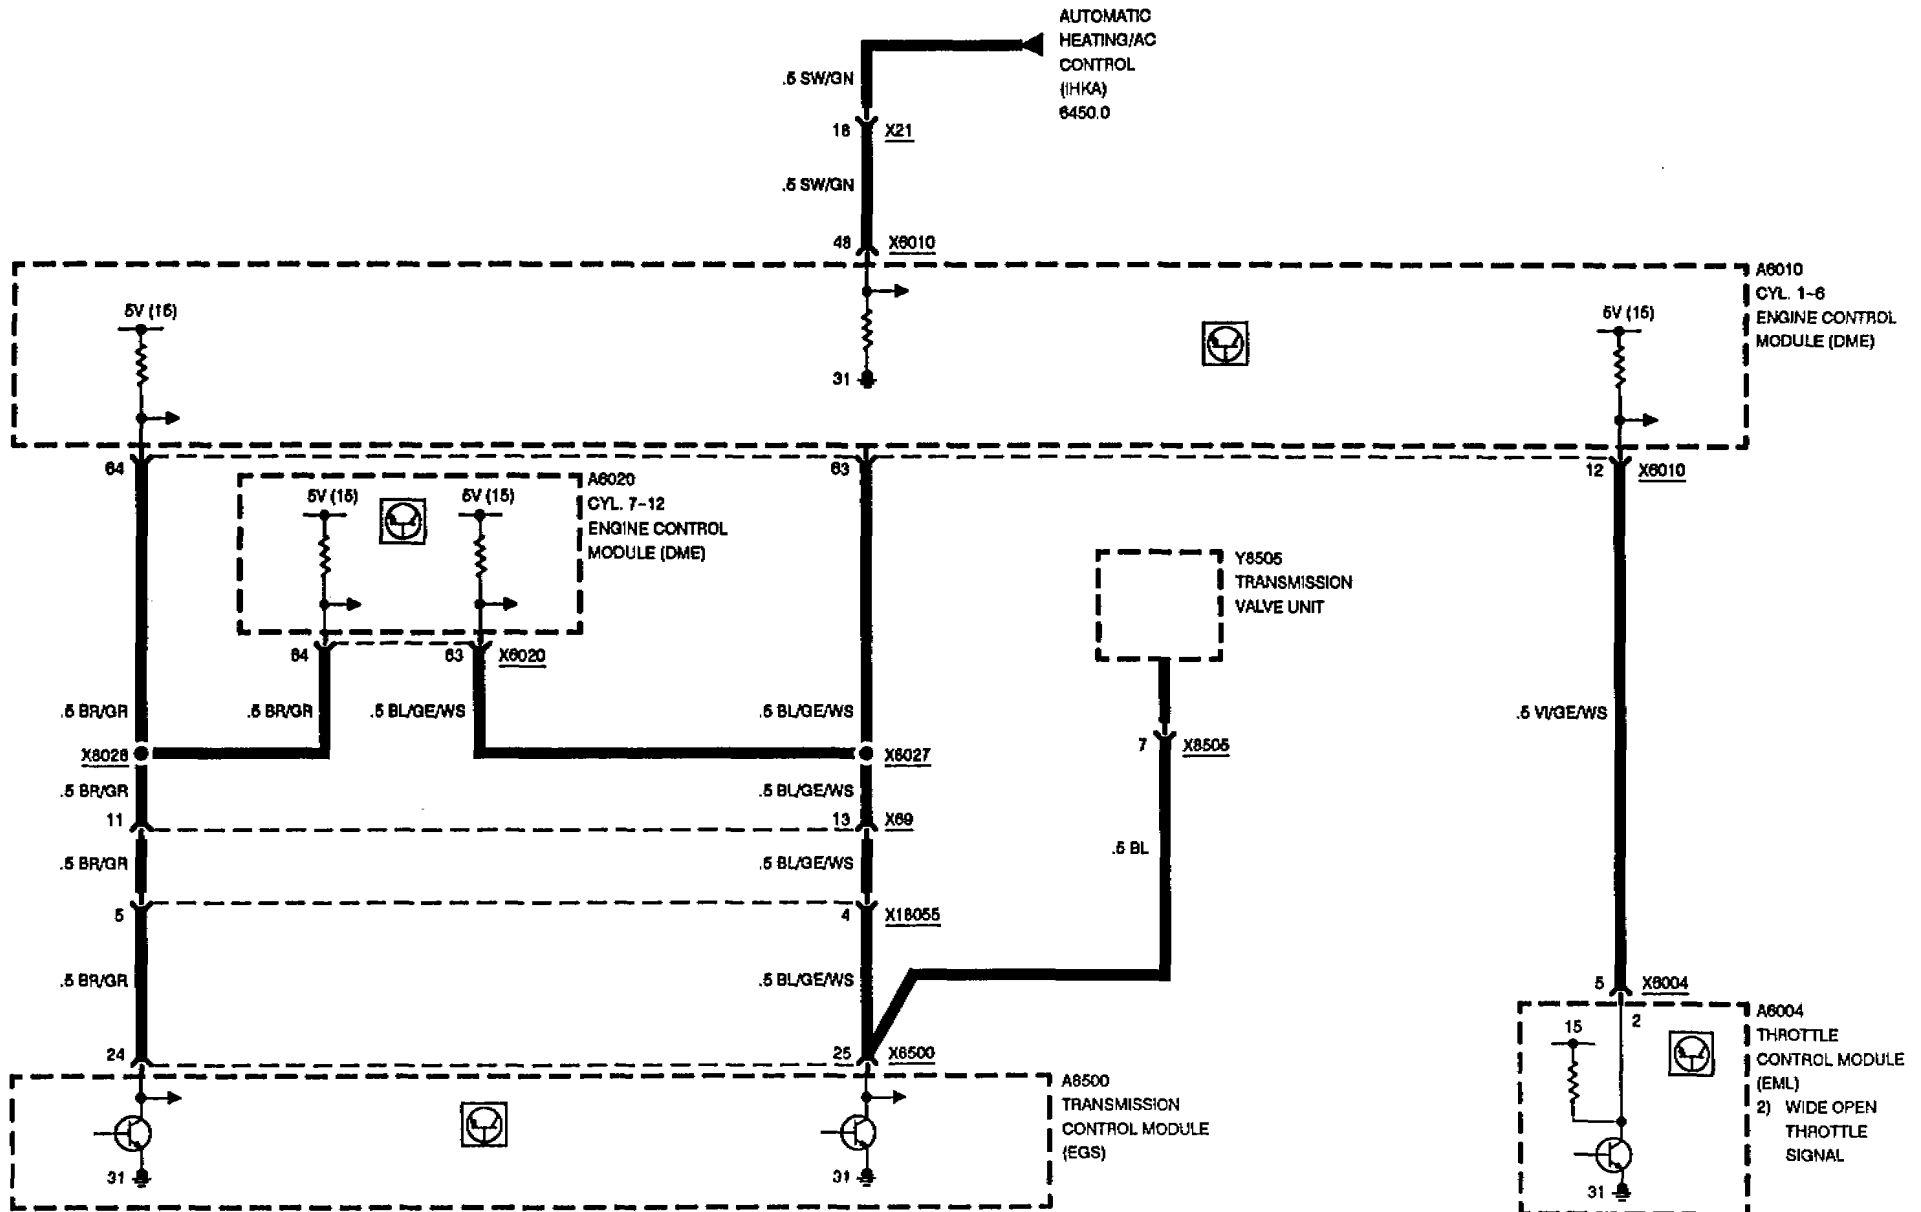 AUTOMATIC
HEATING/AC
CONTROL
(IHKA)
6450.0
.5 SW/GN
16 X21
.5 SW/GN
48 X6010
A6010
CYL. 1-6
ENGINE CONTROL
MODULE (DME)
5V (15)
5V (15)
31
64
63
12 X6010
A6020
CYL. 7-12
ENGINE CONTROL
MODULE (DME)
5V (15)
5V (15)
64
63 X6020
Y8505
TRANSMISSION
VALVE UNIT
.5 BR/GR
.5 BR/GR
.5 BL/GE/WS
.5 BL/GE/WS
.5 VI/GE/WS
7 X8505
X6028
X6027
.5 BR/GR
.5 BL/GE/WS
11
13 X69
.5 BR/GR
.5 BL/GE/WS
.5 BL
5
4 X18055
.5 BR/GR
.5 BL/GE/WS
5 X6004
24
25 X6500
A6500
TRANSMISSION
CONTROL MODULE
(EGS)
31
31
15
2
31
A6004
THROTTLE
CONTROL MODULE
(EML)
2) WIDE OPEN
THROTTLE
SIGNAL